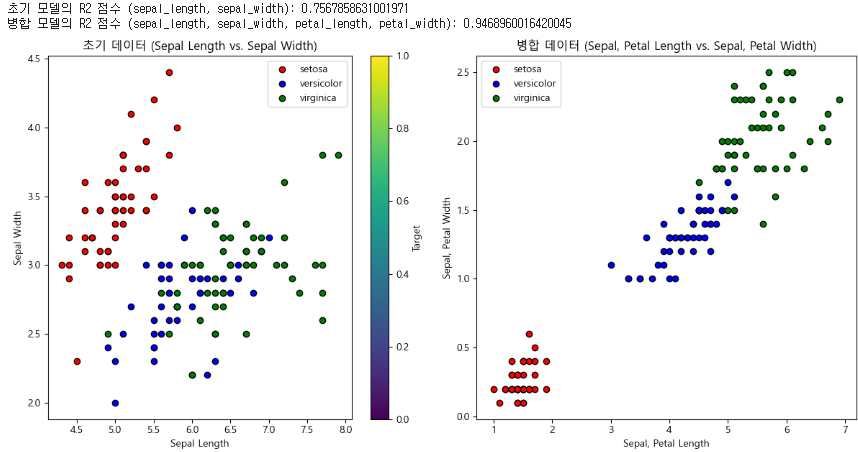 초기 모델의 R2 점수 (sepal_length, sepal_width): 0.7567858631001971
병합 모델의 R2 점수 (sepal_length, sepal_width, petal_length, petal_width): 0.9468960016420045
초기 데이터 (Sepal Length vs. Sepal Width)
4.5
4.0
3.5
3.0
2.5
2.0
Sepal Width
setosa
versicolor
virginica
4.5 5.0 5.5 6.0 6.5 7.0 7.5 8.0
Sepal Length
1.0
0.8
0.6
0.4
0.2
0.0
Target
병합 데이터 (Sepal, Petal Length vs. Sepal, Petal Width)
2.5
2.0
1.5
1.0
0.5
0.0
Sepal, Petal Width
setosa
versicolor
virginica
1 2 3 4 5 6 7
Sepal, Petal Length